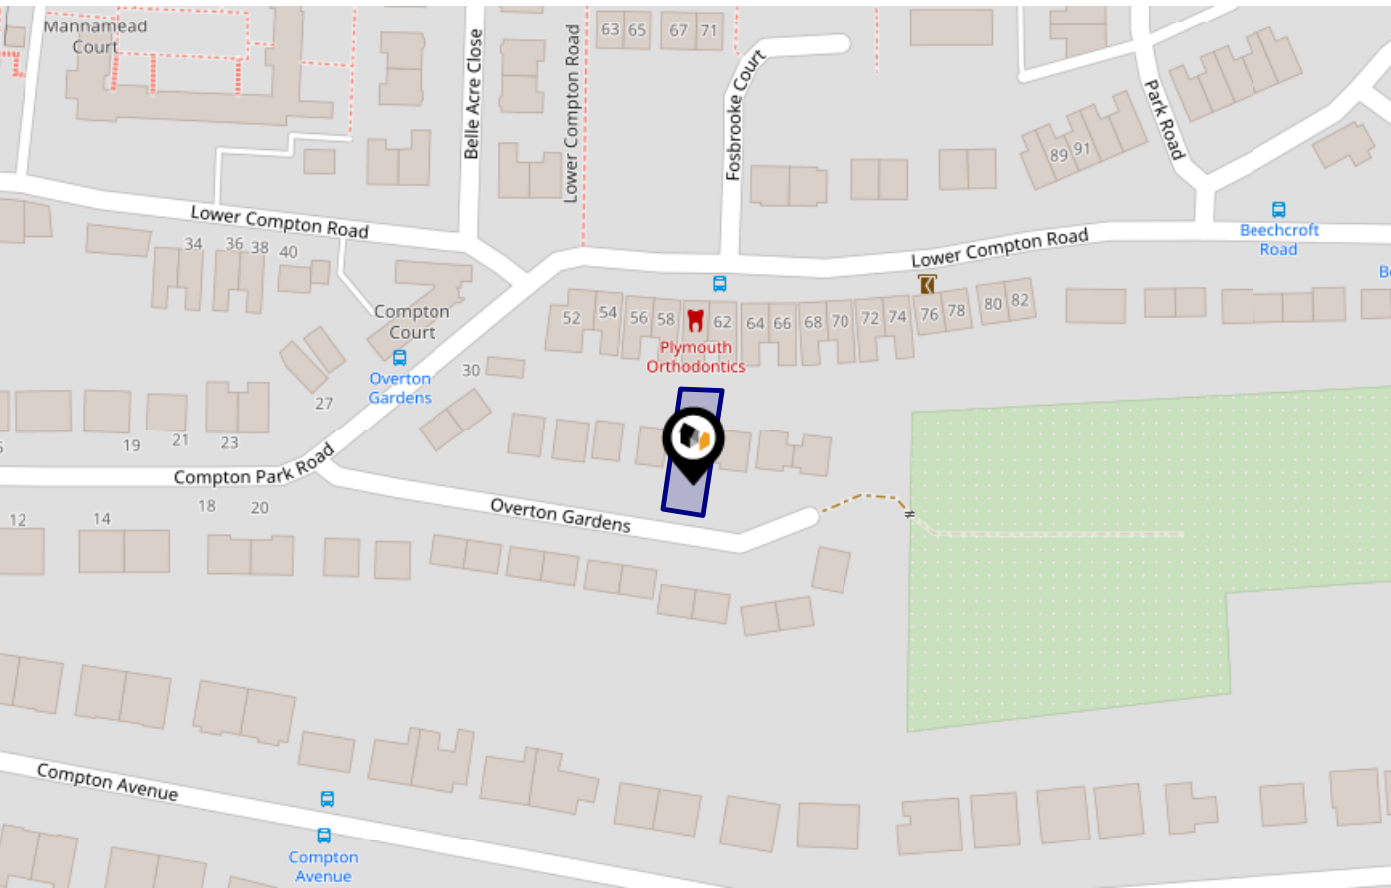 Mannamead
Court
63 65
67 71
Belle Acre Close
Lower Compton Road
Fosbrooke Court
Park Road
89 91
Lower Compton Road
34
36
38
40
Lower Compton Road
Beechcroft
Road
Be
Compton
Court
52
54
56
58
62
64
66
68
70
72
74
76
78
80
82
Plymouth
Orthodontics
Overton
Gardens
30
27
19
21
23
Compton Park Road
18
20
12
14
Overton Gardens
Compton Avenue
Compton
Avenue